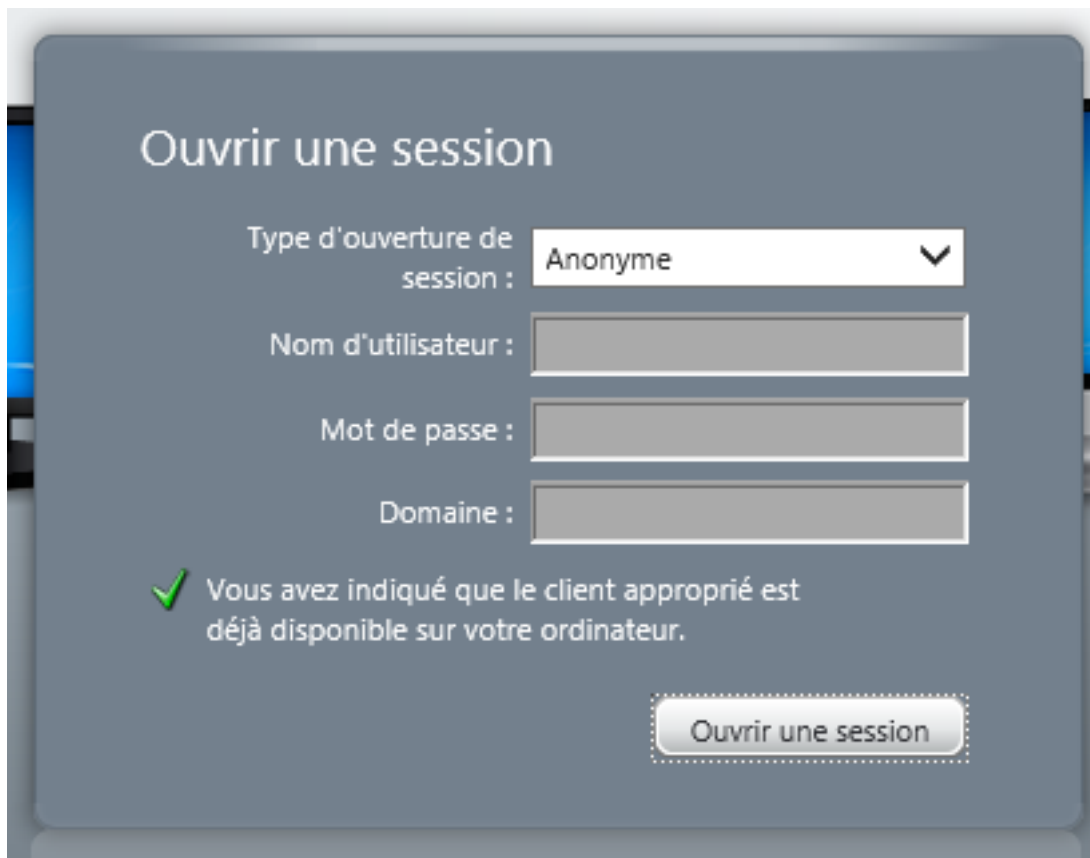 Ouvrir une session
Type d'ouverture de
session :
Anonyme
Nom d'utilisateur :
Mot de passe :
Domaine :
Vous avez indiqué que le client approprié est
déjà disponible sur votre ordinateur.
Ouvrir une session